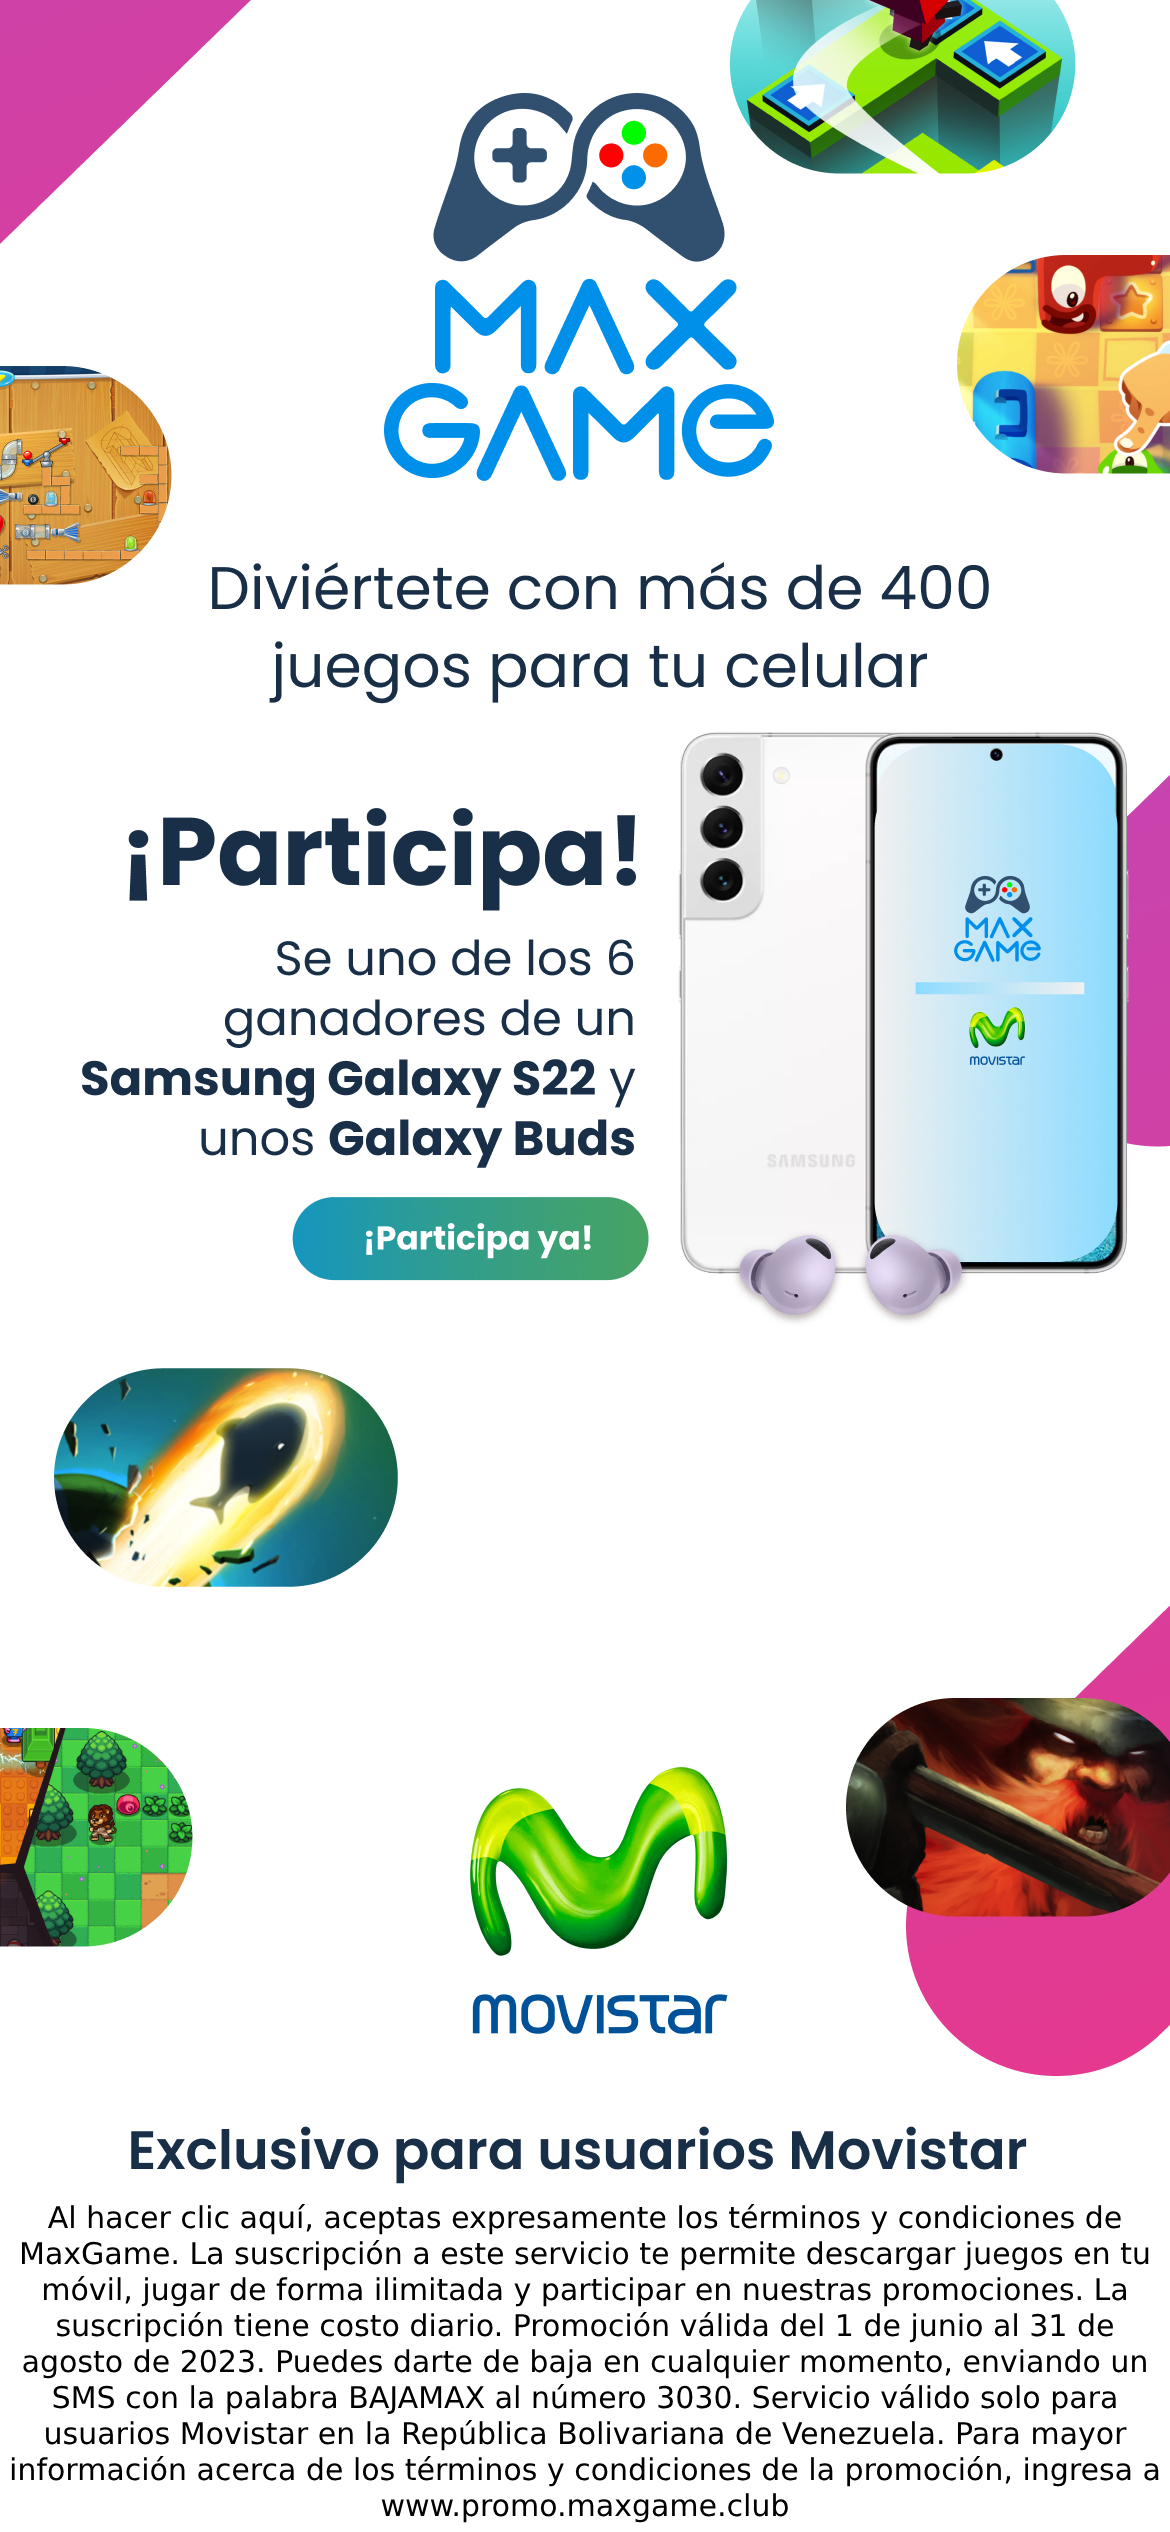 MAX
GAME
Diviértete con más de 400
juegos para tu celular
¡Participa!
Se uno de los 6
ganadores de un
Samsung Galaxy S22 y
unos Galaxy Buds
¡Participa ya!
MAX
GAME
movistar
SAMSUNG
movistar
Exclusivo para usuarios Movistar
Al hacer clic aquí, aceptas expresamente los términos y condiciones de
MaxGame. La suscripción a este servicio te permite descargar juegos en tu
móvil, jugar de forma ilimitada y participar en nuestras promociones. La
suscripción tiene costo diario. Promoción válida del 1 de junio al 31 de
agosto de 2023. Puedes darte de baja en cualquier momento, enviando un
SMS con la palabra BAJAMAX al número 3030. Servicio válido solo para
usuarios Movistar en la República Bolivariana de Venezuela. Para mayor
información acerca de los términos y condiciones de la promoción, ingresa a
www.promo.maxgame.club